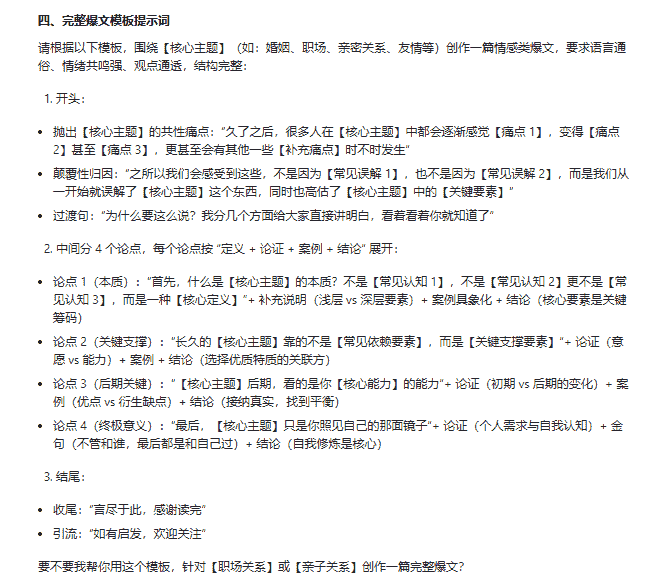 四、完整爆文模板提示词
请根据以下模板，围绕【核心主题】（如：婚姻、职场、亲密关系、友情等）创作一篇情感类爆文，要求语言通
俗、情绪共鸣强、观点通透，结构完整：
1. 开头：
• 抛出【核心主题】的共性痛点：“久了之后，很多人在【核心主题】中都会逐渐感觉【痛点 1】，变得【痛点
2】甚至【痛点 3】，更甚至会有其他一些【补充痛点】时不时发生”
• 颠覆性归因：“之所以我们会感受到这些，不是因为【常见误解 1】，也不是因为【常见误解 2】，而是我们从
一开始就误解了【核心主题】这个东西，同时也高估了【核心主题】中的【关键要素】”
• 过渡句：“为什么要这么说？我分几个方面给大家直接讲明白，看着看着你就知道了”
2. 中间分 4 个论点，每个论点按 “定义 + 论证 + 案例 + 结论” 展开：
• 论点 1（本质）：“首先，什么是【核心主题】的本质？不是【常见认知 1】，不是【常见认知 2】更不是【常
见认知 3】，而是一种【核心定义】”+ 补充说明（浅层 vs 深层要素）+ 案例具象化 + 结论（核心要素是关键
筹码）
• 论点 2（关键支撑）：“长久的【核心主题】靠的不是【常见依赖要素】，而是【关键支撑要素】”+ 论证（意
愿 vs 能力）+ 案例 + 结论（选择优质特质的关联方）
• 论点 3（后期关键）：“【核心主题】后期，看的是你【核心能力】的能力”+ 论证（初期 vs 后期的变化）+ 案
例（优点 vs 衍生缺点）+ 结论（接纳真实，找到平衡）
• 论点 4（终极意义）：“最后，【核心主题】只是你照见自己的那面镜子”+ 论证（个人需求与自我认知）+ 金
句（不管和谁，最后都是和自己过）+ 结论（自我修炼是核心）
3. 结尾：
• 收尾：“言尽于此，感谢读完”
• 引流：“如有启发，欢迎关注”
要不要我帮你用这个模板，针对【职场关系】或【亲子关系】创作一篇完整爆文？